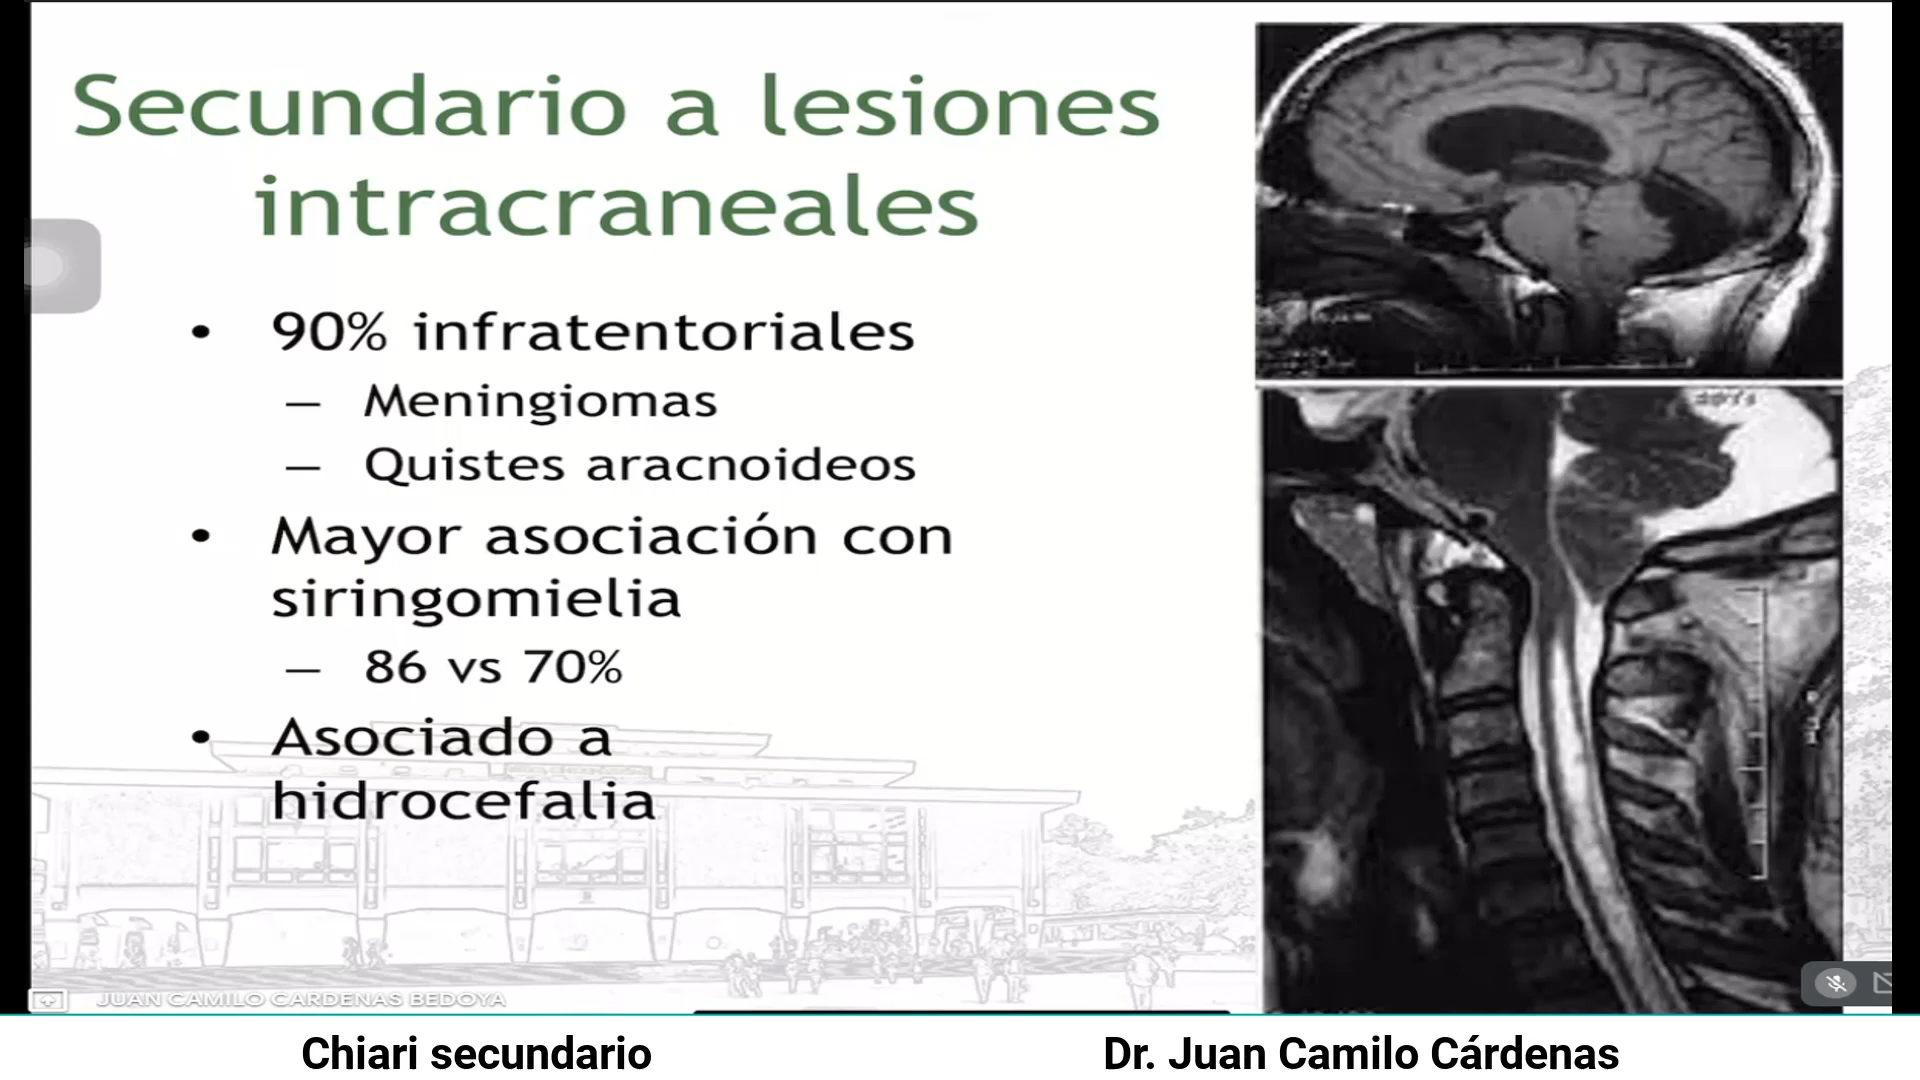 Secundario a lesiones
intracraneales
• 90% infratentoriales
— Meningiomas
— Quistes aracnoideos
• Mayor asociación con
siringomielia
— 86 vs 70%
• Asociado a
hidrocefalia
JUAN CAMILO CARDENAS BEDOYA
Chiari secundario
Dr. Juan Camilo Cárdenas